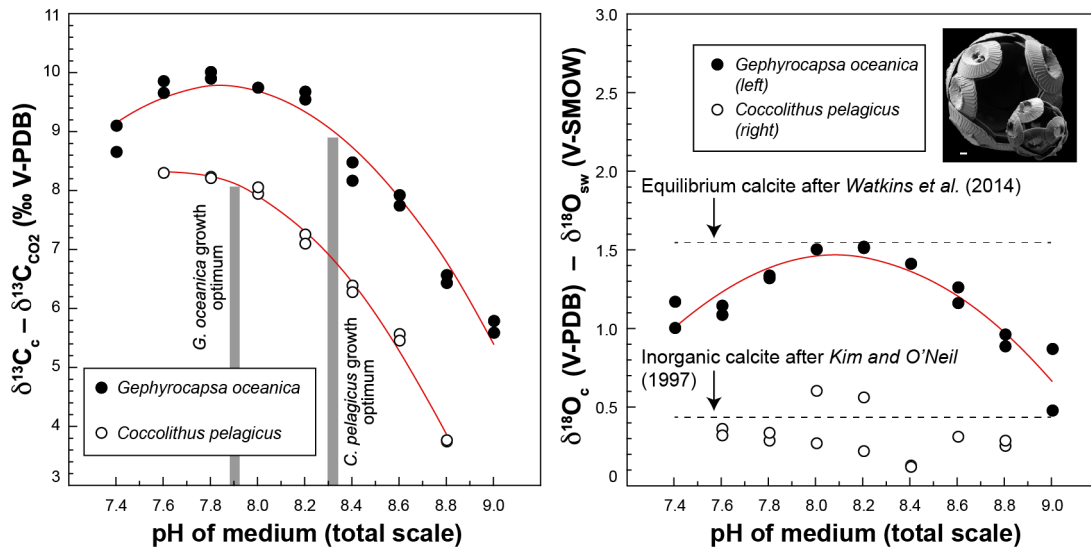 δ13Cc – δ13CCO2 (‰ V-PDB)
11
10
9
8
7
6
5
4
3
G. oceanica growth
optimum
C. pelagicus growth
optimum
Gephyrocapsa oceanica
Coccolithus pelagicus
7.4 7.6 7.8 8.0 8.2 8.4 8.6 8.8 9.0
pH of medium (total scale)
δ18Oc (V-PDB) – δ18Osw (V-SMOW)
3.0
2.5
2.0
1.5
1.0
0.5
0
Gephyrocapsa oceanica
(left)
Coccolithus pelagicus
(right)
Equilibrium calcite after Watkins et al. (2014)
Inorganic calcite after Kim and O’Neil
(1997)
7.4 7.6 7.8 8.0 8.2 8.4 8.6 8.8 9.0
pH of medium (total scale)